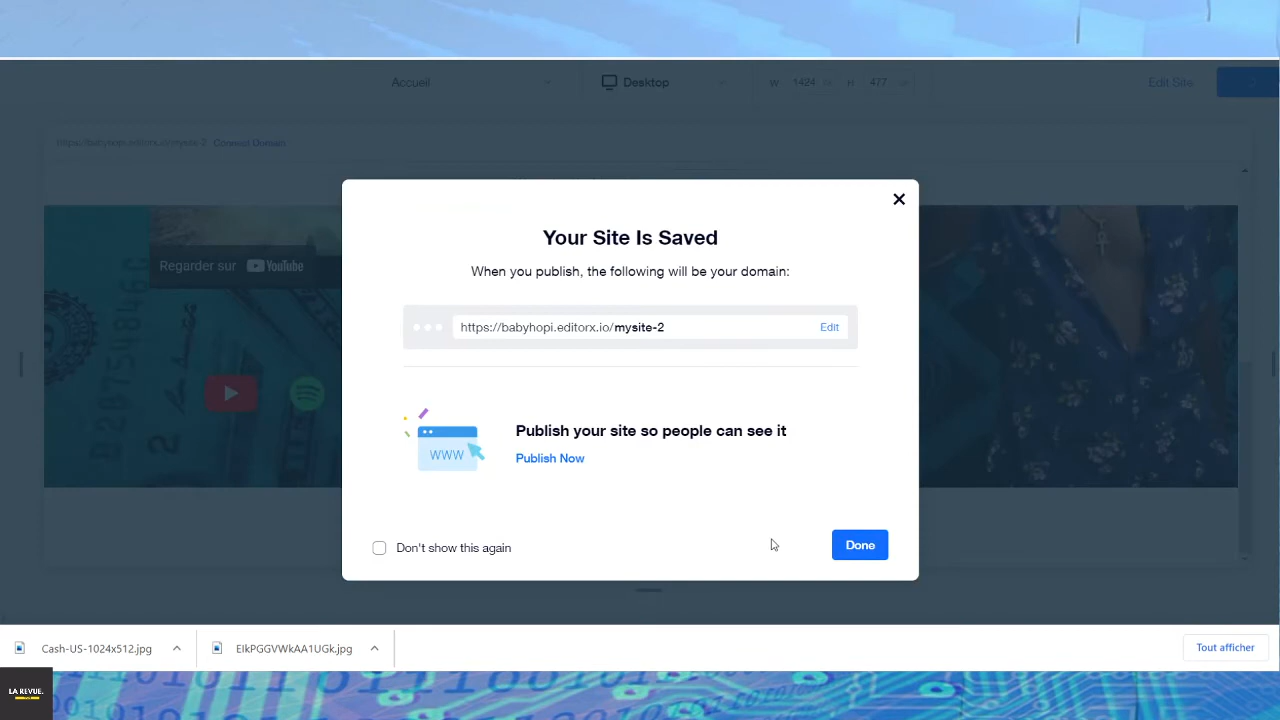 Accueil
Desktop
W 1424 H 477
Edit Site
https://babyhopi.editorx.io/mysite-2 Connect Domain
Regarder sur YouTube
Your Site Is Saved
When you publish, the following will be your domain:
https://babyhopi.editorx.io/mysite-2
Edit
WWW
Publish your site so people can see it
Publish Now
Don't show this again
Done
Cash-US-1024x512.jpg
Tout afficher
LA REVUE.